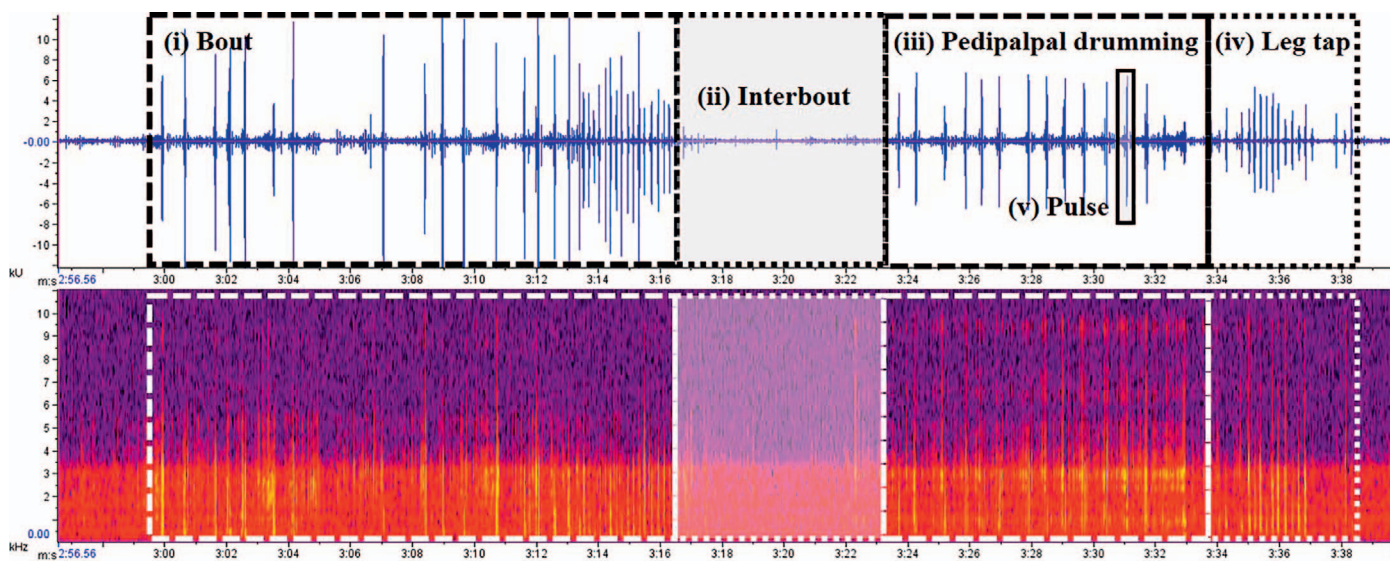 (i) Bout
(ii) Interbout
(iii) Pedipalpal drumming
(iv) Leg tap
(v) Pulse
10
8
6
4
2
-0.00
-2
-4
-6
-8
-10
kU
m:s 2:56.56 3:00 3:02 3:04 3:06 3:08 3:10 3:12 3:14 3:16 3:18 3:20 3:22 3:24 3:26 3:28 3:30 3:32 3:34 3:36 3:38
10
9
8
7
6
5
4
3
2
0.00
kHz
m:s 2:56.56 3:00 3:02 3:04 3:06 3:08 3:10 3:12 3:14 3:16 3:18 3:20 3:22 3:24 3:26 3:28 3:30 3:32 3:34 3:36 3:38